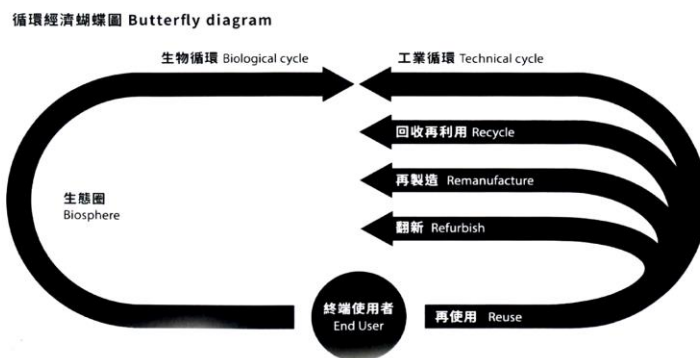 循環經濟蝴蝶圖 Butterfly diagram
生物循環 Biological cycle
工業循環 Technical cycle
回收再利用 Recycle
再製造 Remanufacture
生態圈
Biosphere
翻新 Refurbish
終端使用者
End User
再使用 Reuse